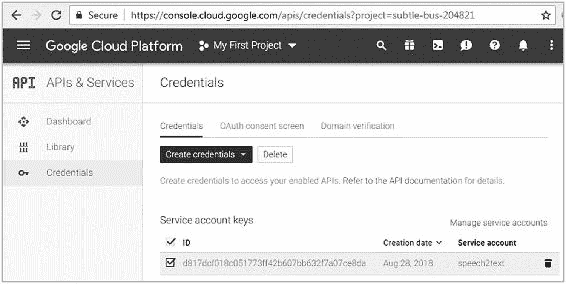 Secure https://console.cloud.google.com/apis/credentials?project=subtle-bus-204821
Google Cloud Platform My First Project
API APIs & Services Credentials
Dashboard
Library
Credentials
Credentials OAuth consent screen Domain verification
Create credentials Delete
Create credentials to access your enabled APIs. Refer to the API documentation for details.
Service account keys Manage service accounts
ID Creation date Service account
d817dcf018c051773ff42b607bb632f7a07ce8da Aug 28, 2018 speech2text